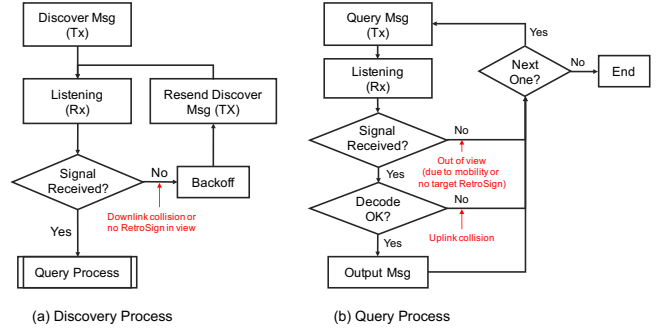 Discover Msg
(Tx)
Listening
(Rx)
Resend Discover
Msg (TX)
Signal
Received?
No
Backoff
Downlink collision or
no RetroSign in view
Yes
Query Process
(a) Discovery Process
Query Msg
(Tx)
Yes
Next
One?
No
End
Listening
(Rx)
Signal
Received?
No
Out of view
(due to mobility or
no target RetroSign)
Yes
Decode
OK?
No
Uplink collision
Yes
Output Msg
(b) Query Process